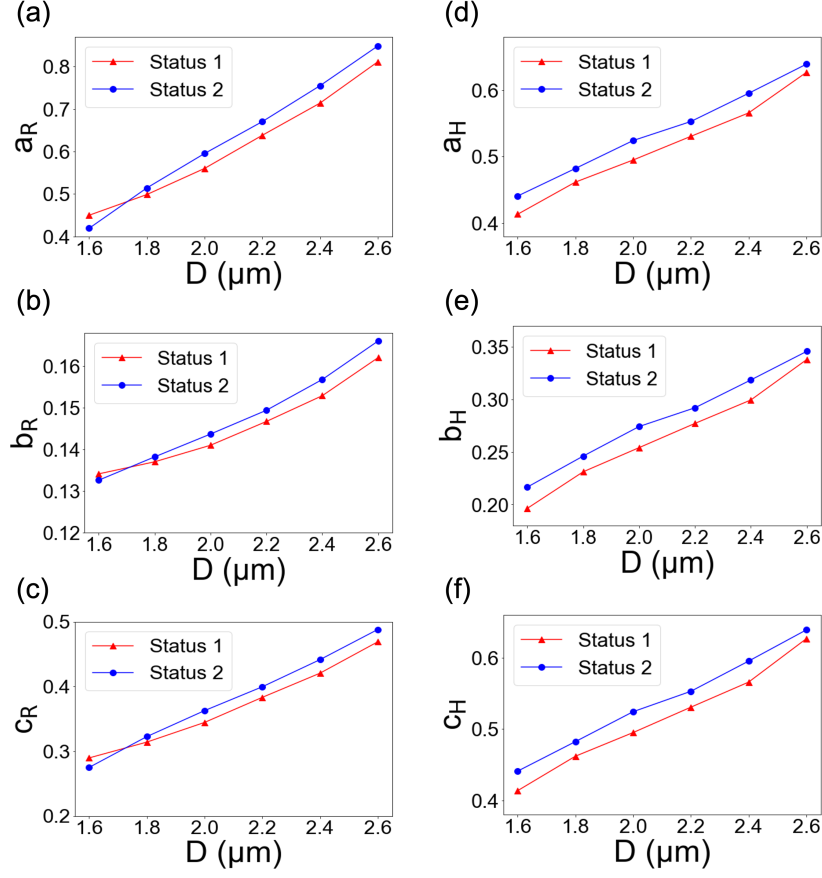 (a)
0.8
0.7
0.6
0.5
0.4
a_R
Status 1
Status 2
1.6 1.8 2.0 2.2 2.4 2.6
D (μm)
(b)
0.16
0.15
0.14
0.13
0.12
b_R
Status 1
Status 2
1.6 1.8 2.0 2.2 2.4 2.6
D (μm)
(c)
0.5
0.4
0.3
0.2
c_R
Status 1
Status 2
1.6 1.8 2.0 2.2 2.4 2.6
D (μm)
(d)
0.6
0.5
0.4
a_H
Status 1
Status 2
1.6 1.8 2.0 2.2 2.4 2.6
D (μm)
(e)
0.35
0.30
0.25
0.20
b_H
Status 1
Status 2
1.6 1.8 2.0 2.2 2.4 2.6
D (μm)
(f)
0.6
0.5
0.4
c_H
Status 1
Status 2
1.6 1.8 2.0 2.2 2.4 2.6
D (μm)